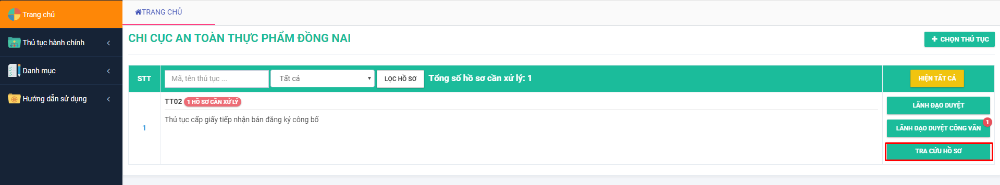 Trang chủ
Thủ tục hành chính
Danh mục
Hướng dẫn sử dụng
TRANG CHỦ
CHI CỤC AN TOÀN THỰC PHẨM ĐỒNG NAI
CHỌN THỦ TỤC
STT
Mã, tên thủ tục ...
Tất cả
LỌC HỒ SƠ
Tổng số hồ sơ cần xử lý: 1
HIỆN TẤT CẢ
1
TT02 1 HỒ SƠ CẦN XỬ LÝ
Thủ tục cấp giấy tiếp nhận bản đăng ký công bố
LÃNH ĐẠO DUYỆT
LÃNH ĐẠO DUYỆT CÔNG VĂN 1
TRA CỨU HỒ SƠ